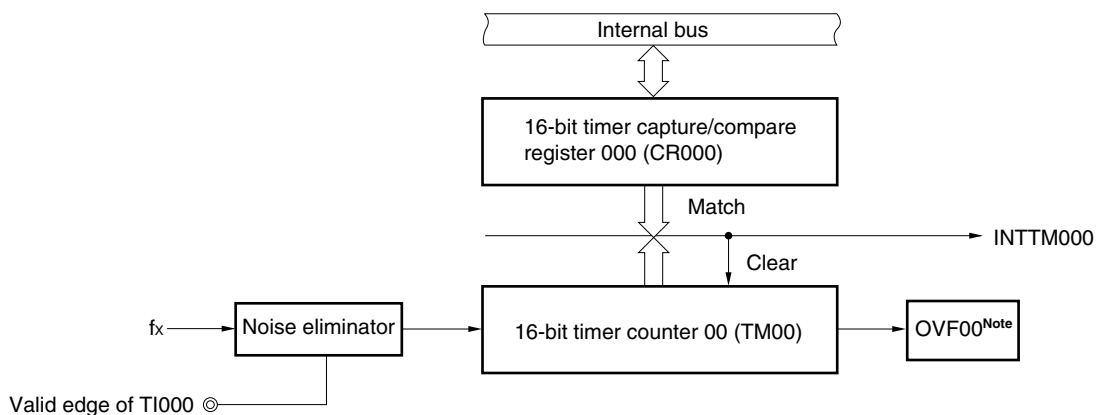 Internal bus
16-bit timer capture/compare
register 000 (CR000)
Match
INTTM000
Clear
fx
Noise eliminator
16-bit timer counter 00 (TM00)
OVF00Note
Valid edge of TI000